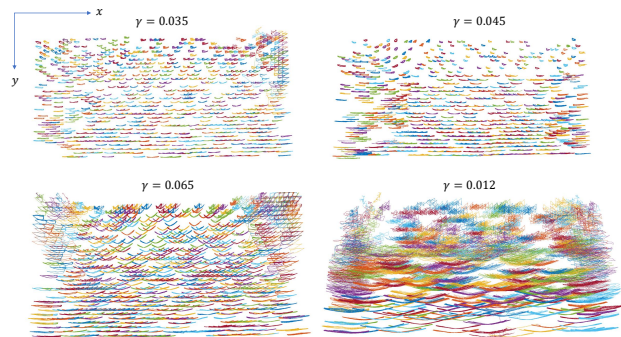 x
γ = 0.035
γ = 0.045
y
γ = 0.065
γ = 0.012